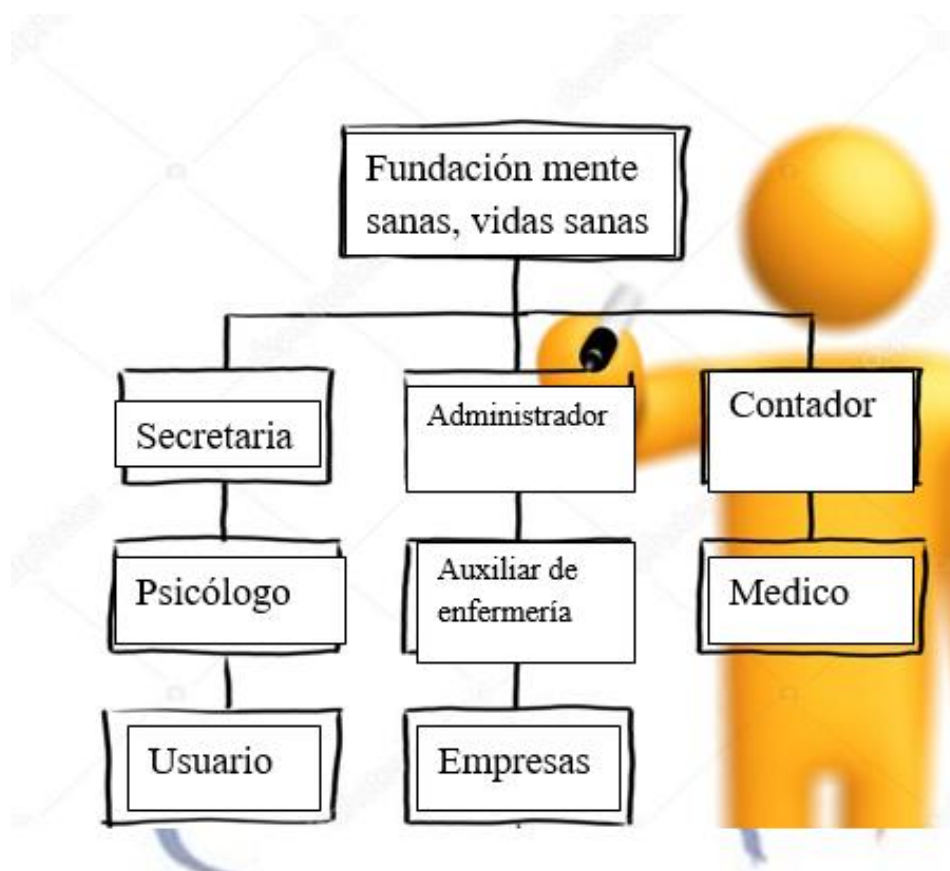 Fundación mente
sanas, vidas sanas
Secretaria
Administrador
Contador
Psicólogo
Auxiliar de
enfermería
Medico
Usuario
Empresas